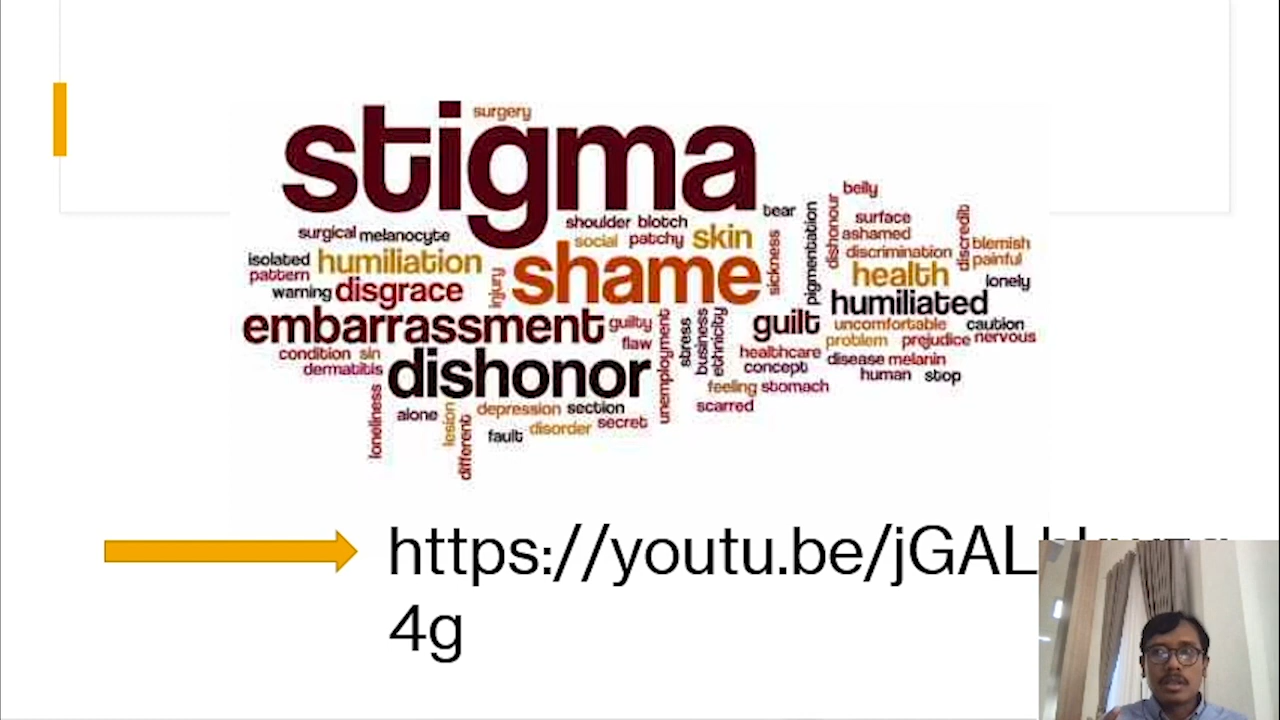 surgery
stigma
belly
tear
shoulder blotch
surface
surgical melanocyte
social patchy skin
ashamed
dishonour
discredit
pigmentation
sickness
isolated humiliation
discrimination
blemish
painful
pattern
shame
health
lonely
warning disgrace
injury
humiliated
embarrassment
guilty
guilt
uncomfortable caution
flaw
unemployment
stress
business
ethnicity
problem prejudice nervous
condition sin
healthcare disease melanin
dermatitis
dishonor
concept
human stop
feeling stomach
loneliness
alone
lesion
depression section
scarred
different
fault disorder secret
https://youtu.be/jGAL
4g